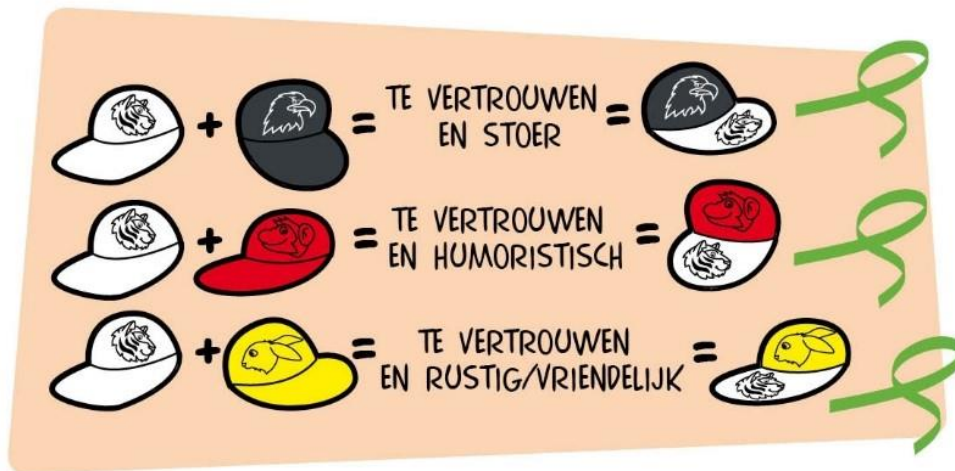 + = TE VERTROUWEN =
EN STOER
+ = TE VERTROUWEN =
EN HUMORISTISCH
+ = TE VERTROUWEN =
EN RUSTIG/VRIENDELIJK